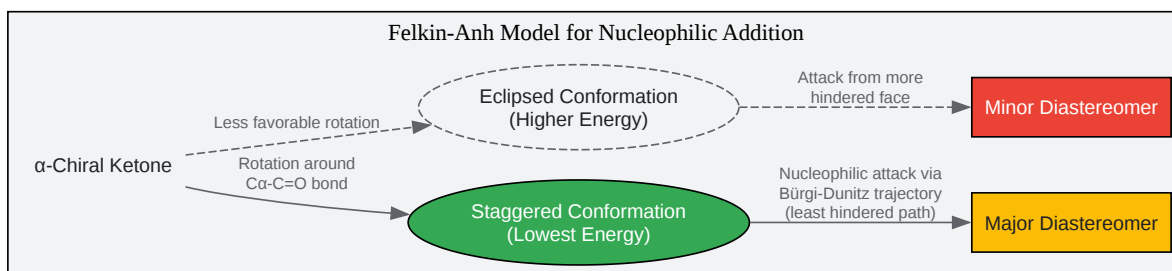 Felkin-Anh Model for Nucleophilic Addition
Eclipsed Conformation
(Higher Energy)
Attack from more
hindered face
Minor Diastereomer
Less favorable rotation
α-Chiral Ketone
Rotation around
Cα-C=O bond
Staggered Conformation
(Lowest Energy)
Nucleophilic attack via
Bürgi-Dunitz trajectory
(least hindered path)
Major Diastereomer